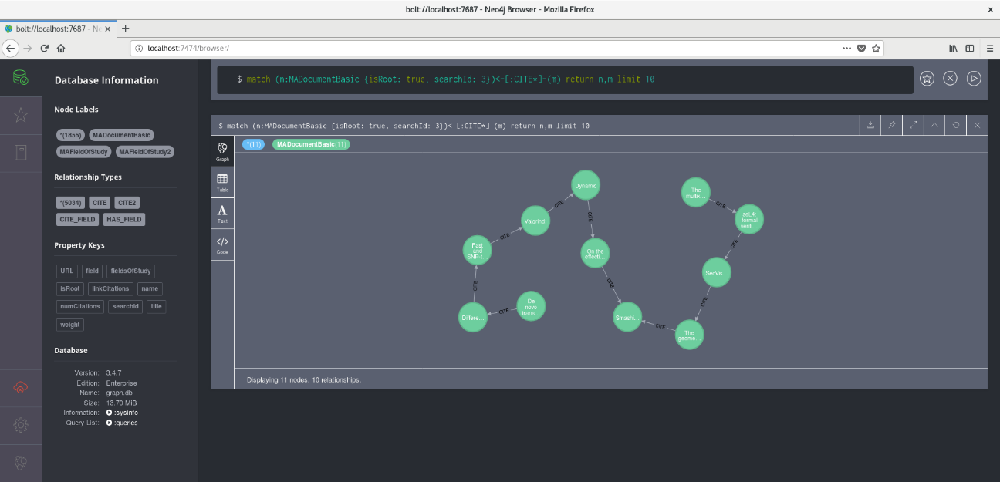 bolt://localhost:7687 - Neo4j Browser - Mozilla Firefox
bolt://localhost:7687 - Ne
localhost:7474/browser/
Database Information
Node Labels
*(1855) MADocumentBasic
MAFieldOfStudy MAFieldOfStudy2
Relationship Types
*(5034) CITE CITE2
CITE_FIELD HAS_FIELD
Property Keys
URL field fieldsOfStudy
isRoot linkCitations name
numCitations searchId title
weight
Database
Version: 3.4.7
Edition: Enterprise
Name: graph.db
Size: 13.70 MiB
Information: :sysinfo
Query List: :queries
$ match (n:MADocumentBasic {isRoot: true, searchId: 3})<-[:CITE*]-(m) return n,m limit 10
$ match (n:MADocumentBasic {isRoot: true, searchId: 3})<-[:CITE*]-(m) return n,m limit 10
Graph
Table
Text
Code
*(11) MADocumentBasic(11)
Dynamic
CITE
Valgrind:
CITE
Fast
and
SNP-t...
CITE
Differe...
CITE
De
novo
trans...
CITE
On the
effecti...
CITE
Smashi...
CITE
The
geome...
CITE
SecVis...
CITE
seL4:
formal
verifi...
CITE
The
multik...
Displaying 11 nodes, 10 relationships.